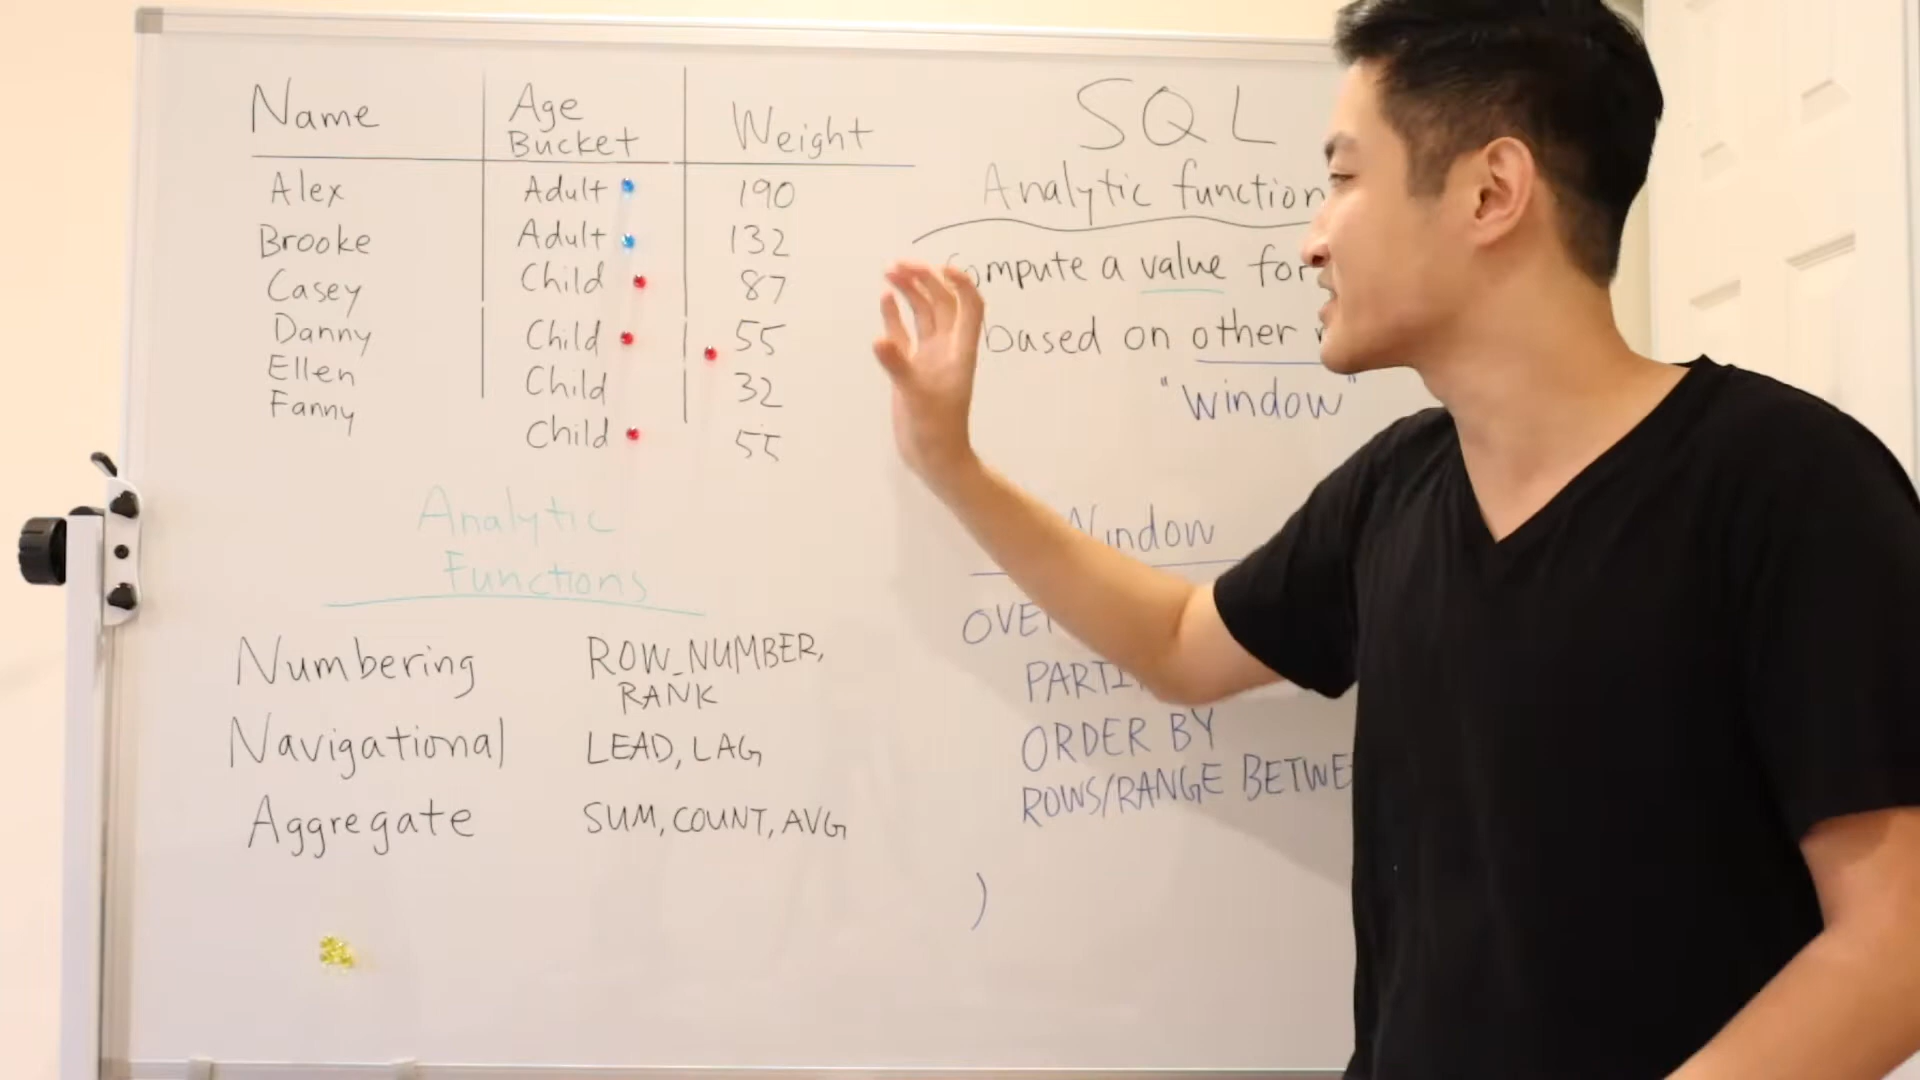 Name Age Bucket Weight
Alex Adult 190
Brooke Adult 132
Casey Child 87
Danny Child 55
Ellen Child 32
Fanny Child 55
Analytic
Functions
Numbering ROW_NUMBER,
RANK
Navigational LEAD, LAG
Aggregate SUM, COUNT, AVG
SQL
Analytic function
compute a value for
based on other
"window"
Window
OVE
PARTI
ORDER BY
ROWS/RANGE BETWE
)